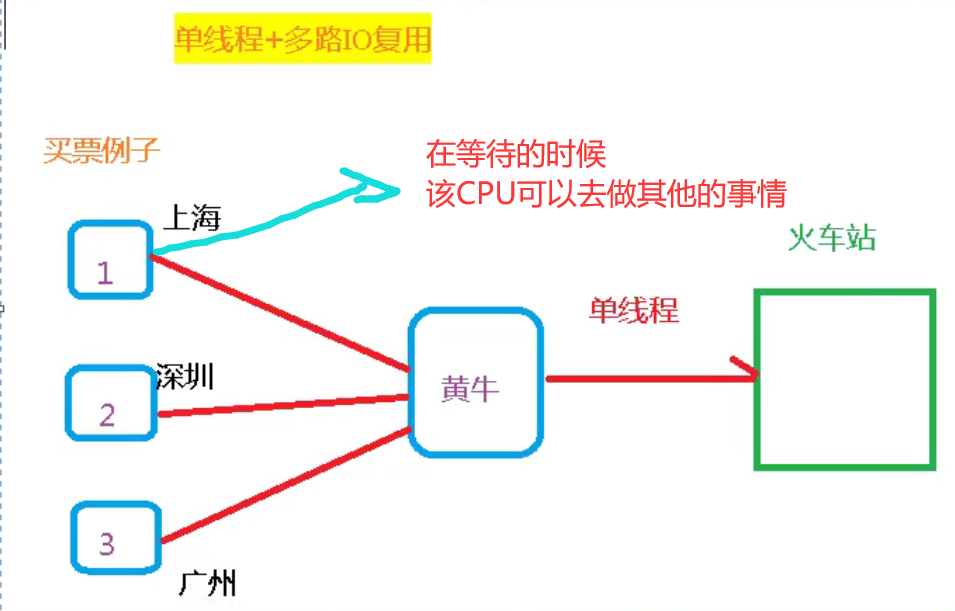 单线程+多路IO复用
买票例子
在等待的时候
该CPU可以去做其他的事情
上海
火车站
1
单线程
深圳
黄牛
2
3
广州